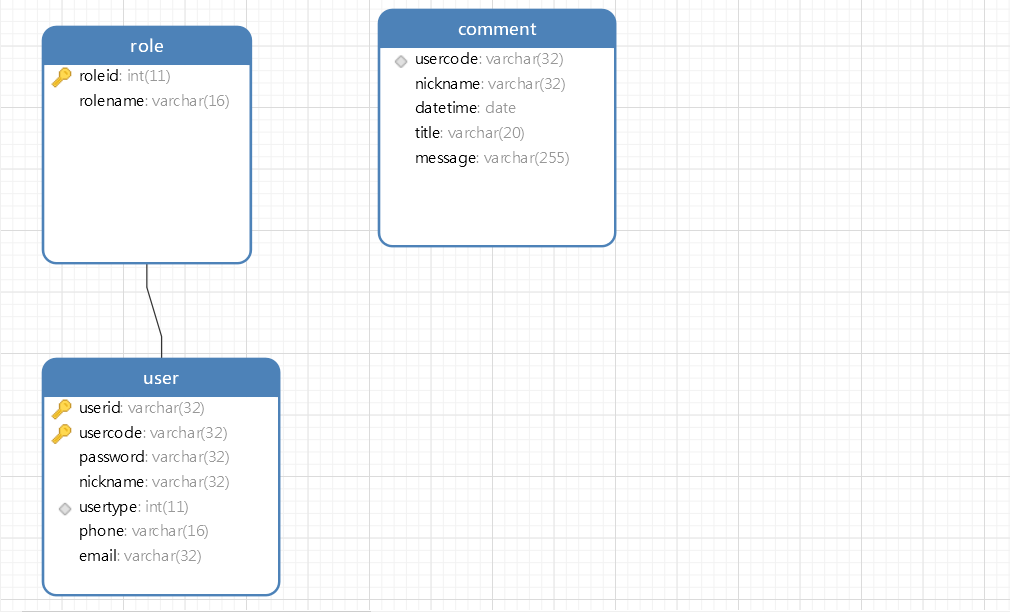 role
roleid: int(11)
rolename: varchar(16)
comment
usercode: varchar(32)
nickname: varchar(32)
datetime: date
title: varchar(20)
message: varchar(255)
user
userid: varchar(32)
usercode: varchar(32)
password: varchar(32)
nickname: varchar(32)
usertype: int(11)
phone: varchar(16)
email: varchar(32)